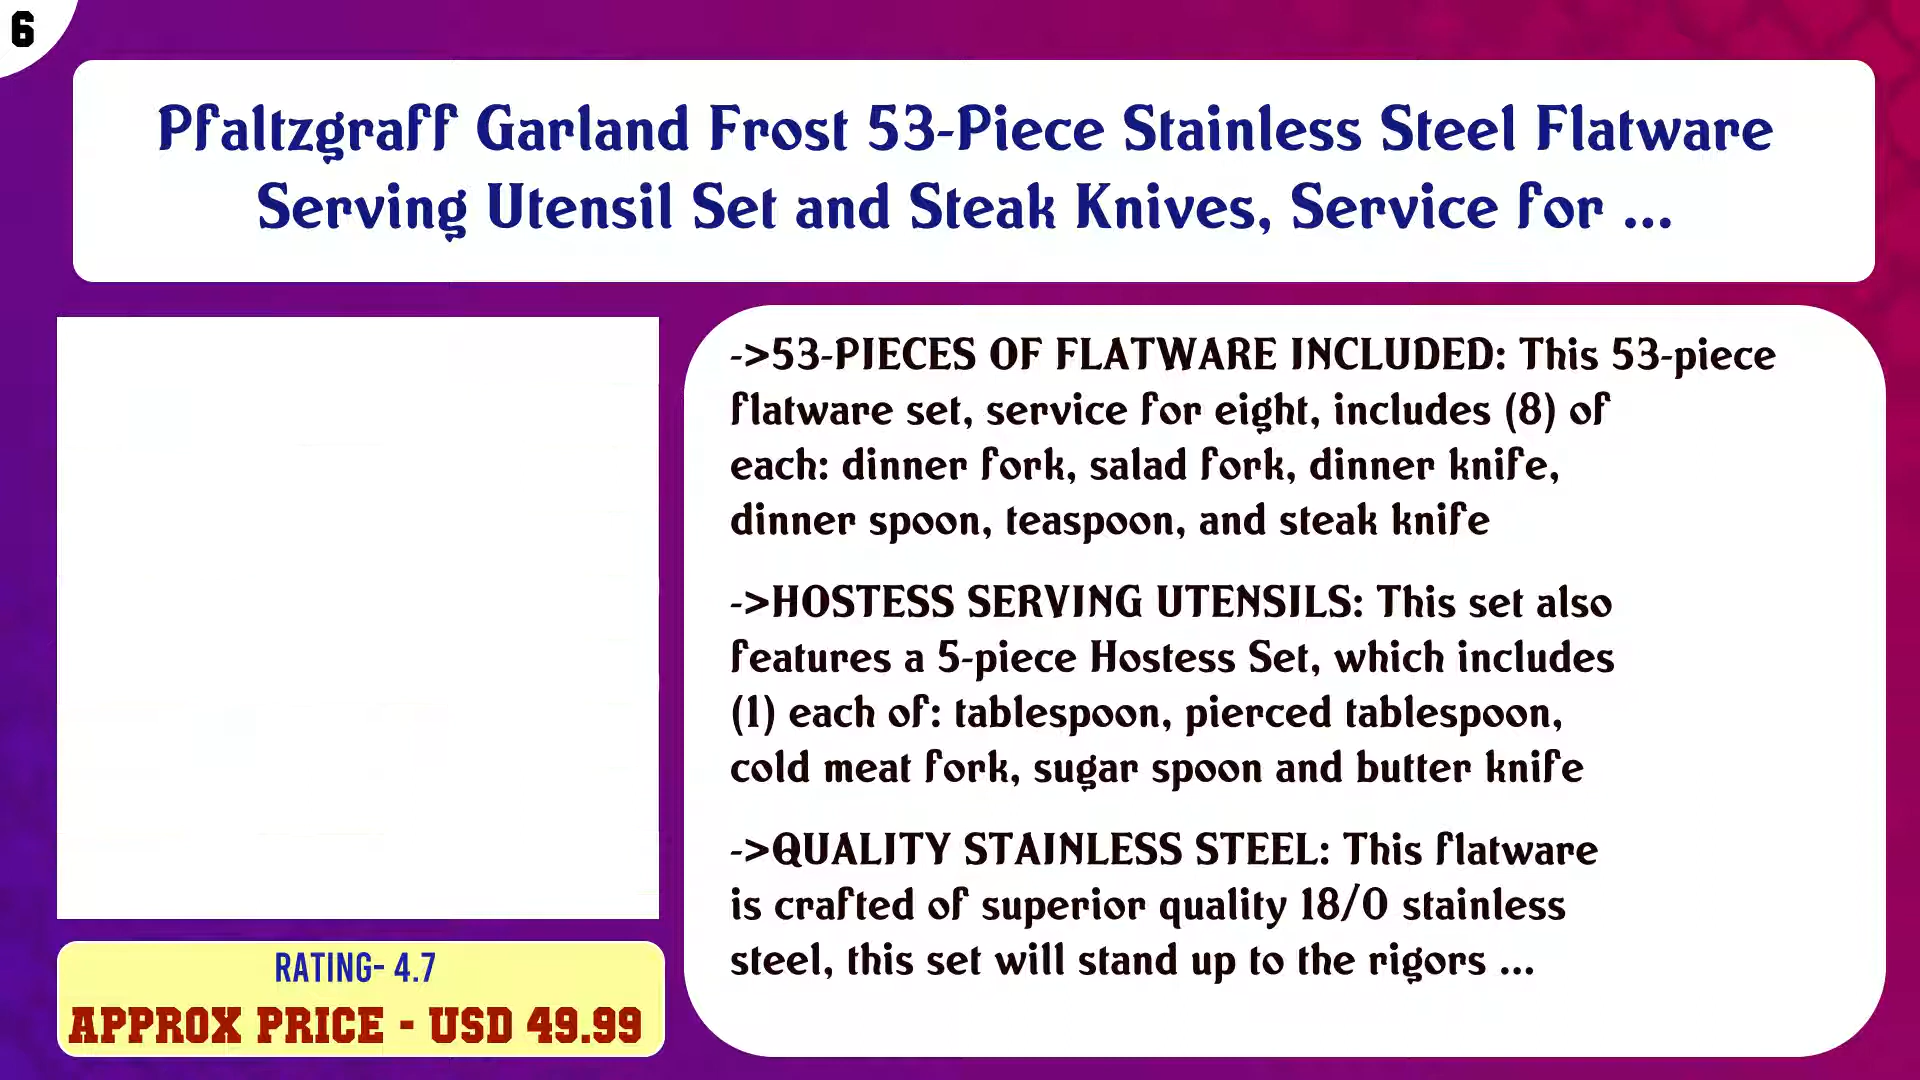 6
Pfaltzgraff Garland Frost 53-Piece Stainless Steel Flatware
Serving Utensil Set and Steak Knives, Service for ...
->53-PIECES OF FLATWARE INCLUDED: This 53-piece
flatware set, service for eight, includes (8) of
each: dinner fork, salad fork, dinner knife,
dinner spoon, teaspoon, and steak knife
->HOSTESS SERVING UTENSILS: This set also
features a 5-piece Hostess Set, which includes
(1) each of: tablespoon, pierced tablespoon,
cold meat fork, sugar spoon and butter knife
->QUALITY STAINLESS STEEL: This flatware
is crafted of superior quality 18/0 stainless
steel, this set will stand up to the rigors ...
RATING- 4.7
APPROX PRICE - USD 49.99